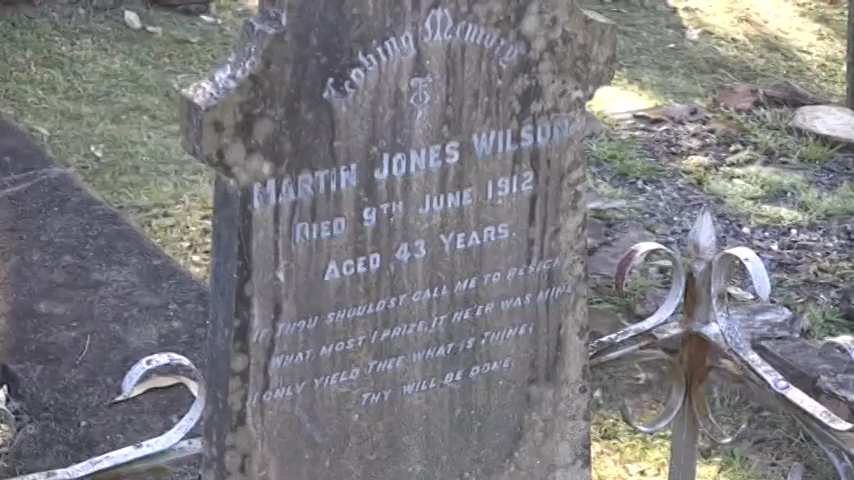 In Loving Memory
MARTIN JONES WILSON
DIED 9TH JUNE 1912
AGED 43 YEARS.
IF THOU SHOULDST CALL ME TO RESIGN
WHAT MOST I PRIZE, IT NE'ER WAS MINE,
I ONLY YIELD THEE WHAT IS THINE;
THY WILL BE DONE.